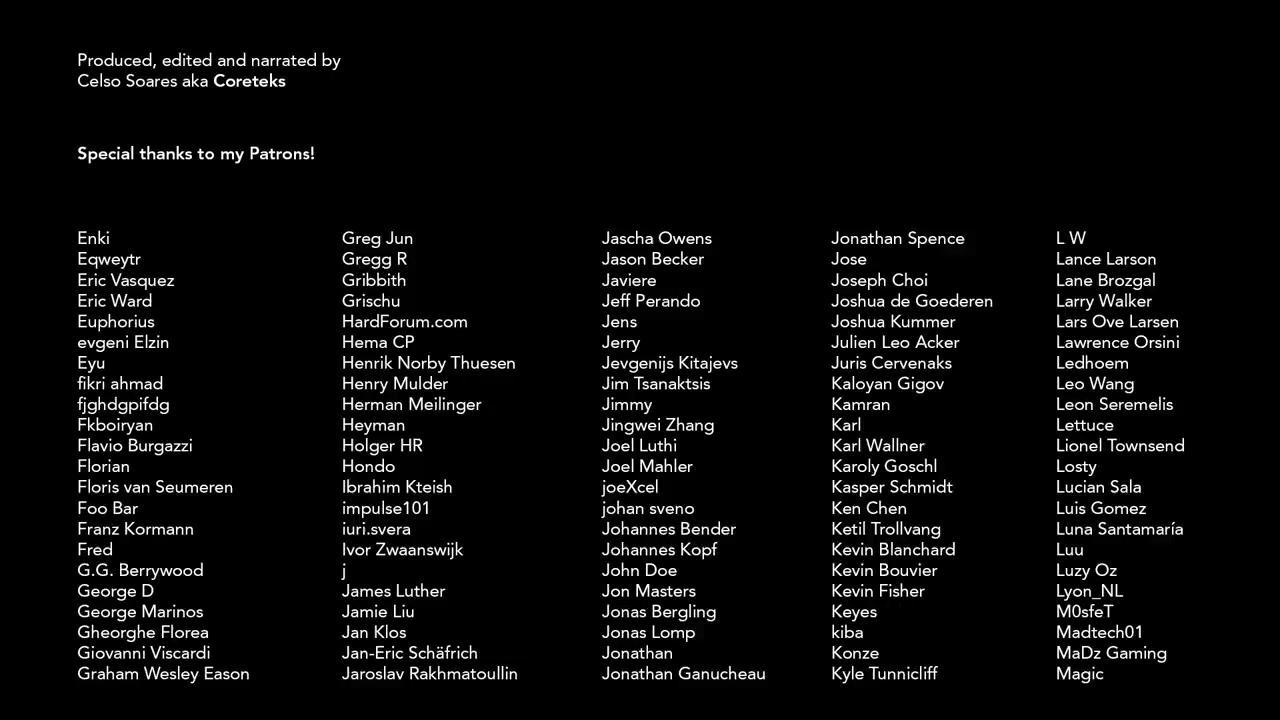 Produced, edited and narrated by
Celso Soares aka Coreteks
Special thanks to my Patrons!
Enki
Eqweytr
Eric Vasquez
Eric Ward
Euphorius
evgeni Elzin
Eyu
fikri ahmad
fjghdgpifdg
Fkboiryan
Flavio Burgazzi
Florian
Floris van Seumeren
Foo Bar
Franz Kormann
Fred
G.G. Berrywood
George D
George Marinos
Gheorghe Florea
Giovanni Viscardi
Graham Wesley Eason
Greg Jun
Gregg R
Gribbith
Grischu
HardForum.com
Hema CP
Henrik Norby Thuesen
Henry Mulder
Herman Meilinger
Heyman
Holger HR
Hondo
Ibrahim Kteish
impulse101
iuri.svera
Ivor Zwaanswijk
j
James Luther
Jamie Liu
Jan Klos
Jan-Eric Schäfrich
Jaroslav Rakhmatoullin
Jascha Owens
Jason Becker
Javiere
Jeff Perando
Jens
Jerry
Jevgenijs Kitajevs
Jim Tsanaktsis
Jimmy
Jingwei Zhang
Joel Luthi
Joel Mahler
joeXcel
johan sveno
Johannes Bender
Johannes Kopf
John Doe
Jon Masters
Jonas Bergling
Jonas Lomp
Jonathan
Jonathan Ganucheau
Jonathan Spence
Jose
Joseph Choi
Joshua de Goederen
Joshua Kummer
Julien Leo Acker
Juris Cervenaks
Kaloyan Gigov
Kamran
Karl
Karl Wallner
Karoly Goschl
Kasper Schmidt
Ken Chen
Ketil Trollvang
Kevin Blanchard
Kevin Bouvier
Kevin Fisher
Keyes
kiba
Konze
Kyle Tunnicliff
L W
Lance Larson
Lane Brozgal
Larry Walker
Lars Ove Larsen
Lawrence Orsini
Ledhoem
Leo Wang
Leon Seremelis
Lettuce
Lionel Townsend
Losty
Lucian Sala
Luis Gomez
Luna Santamaría
Luu
Luzy Oz
Lyon_NL
M0sfeT
Madtech01
MaDz Gaming
Magic